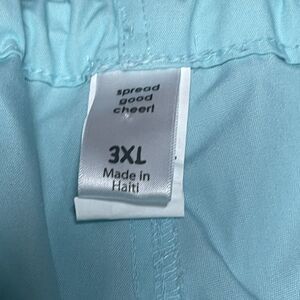 spread
good
cheer!
3XL
Made in
Haiti